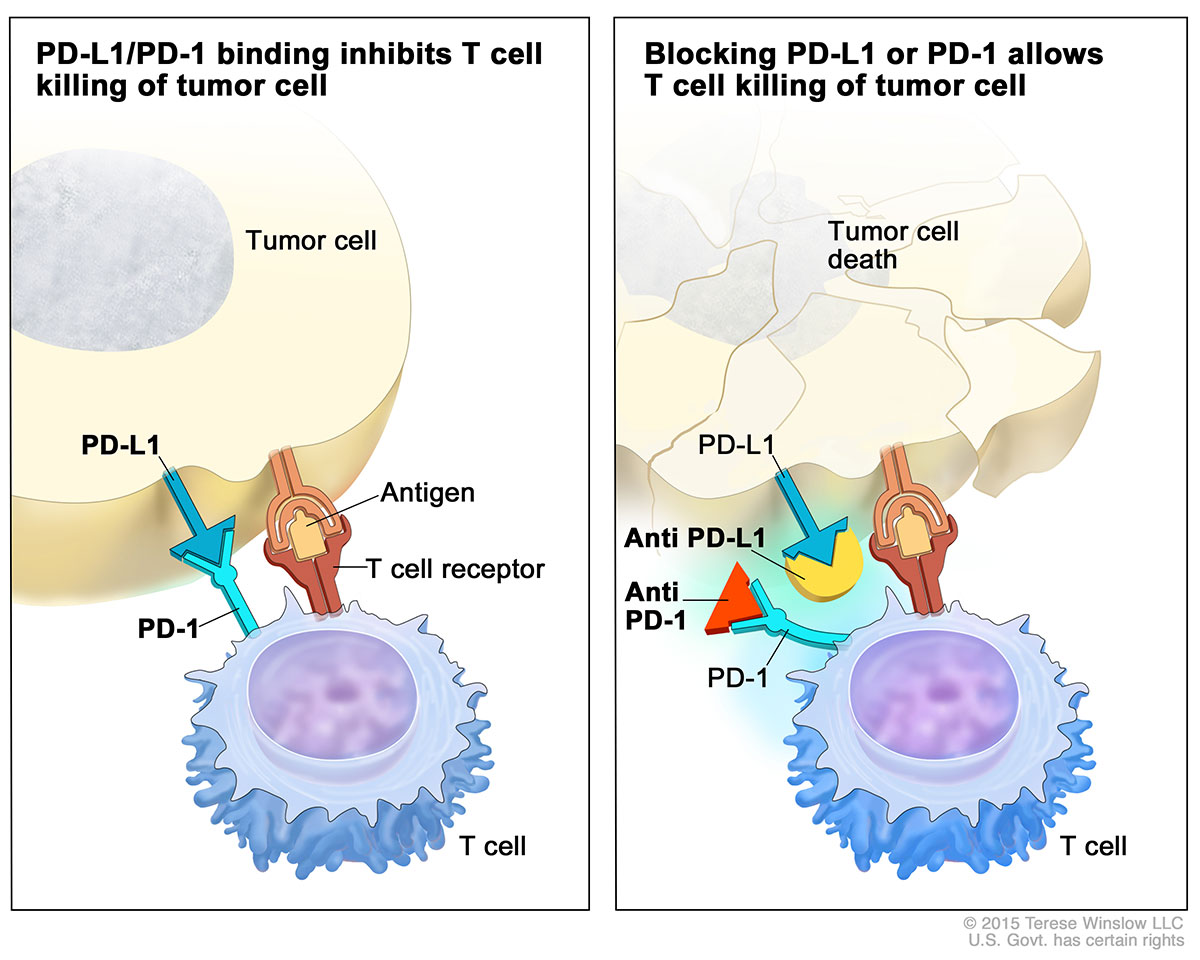 PD-L1/PD-1 binding inhibits T cell
killing of tumor cell
Tumor cell
PD-L1
Antigen
T cell receptor
PD-1
T cell
Blocking PD-L1 or PD-1 allows
T cell killing of tumor cell
Tumor cell
death
PD-L1
Anti PD-L1
Anti
PD-1
PD-1
T cell
© 2015 Terese Winslow LLC
U.S. Govt. has certain rights